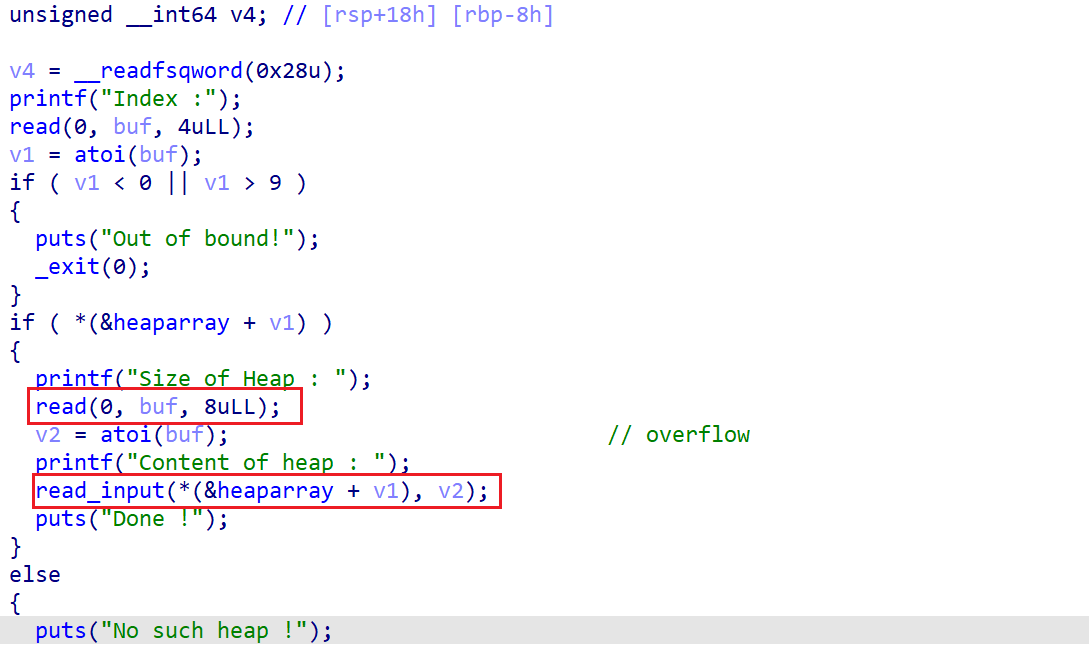 unsigned __int64 v4; // [rsp+18h] [rbp-8h]
v4 = __readfsqword(0x28u);
printf("Index :");
read(0, buf, 4uLL);
v1 = atoi(buf);
if ( v1 < 0 || v1 > 9 )
{
puts("Out of bound!");
_exit(0);
}
if ( *(&heaparray + v1) )
{
printf("Size of Heap : ");
read(0, buf, 8uLL);
v2 = atoi(buf); // overflow
printf("Content of heap : ");
read_input(*(&heaparray + v1), v2);
puts("Done !");
}
else
{
puts("No such heap !");